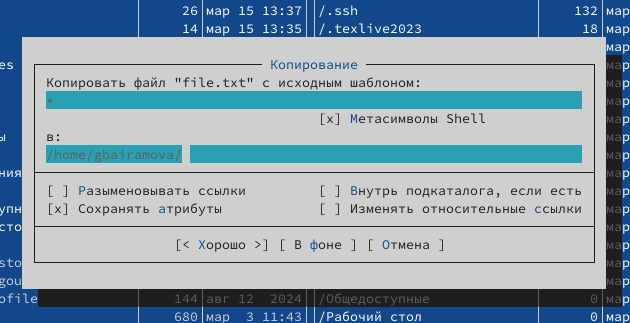 26 мар 15 13:37 /.ssh 132 мар
14 мар 15 13:35 /.texlive2023 18 мар
Копирование
Копировать файл "file.txt" с исходным шаблоном:
*
[x] Метасимволы Shell
в:
/home/gbairamova/
[ ] Разыменовывать ссылки [ ] Внутрь подкаталога, если есть
[x] Сохранять атрибуты [ ] Изменять относительные ссылки
[< Хорошо >] [ В фоне ] [ Отмена ]
ofile 144 авг 12 2024 /Общедоступные 0 мар
680 мар 3 11:43 /Рабочий стол 0 мар